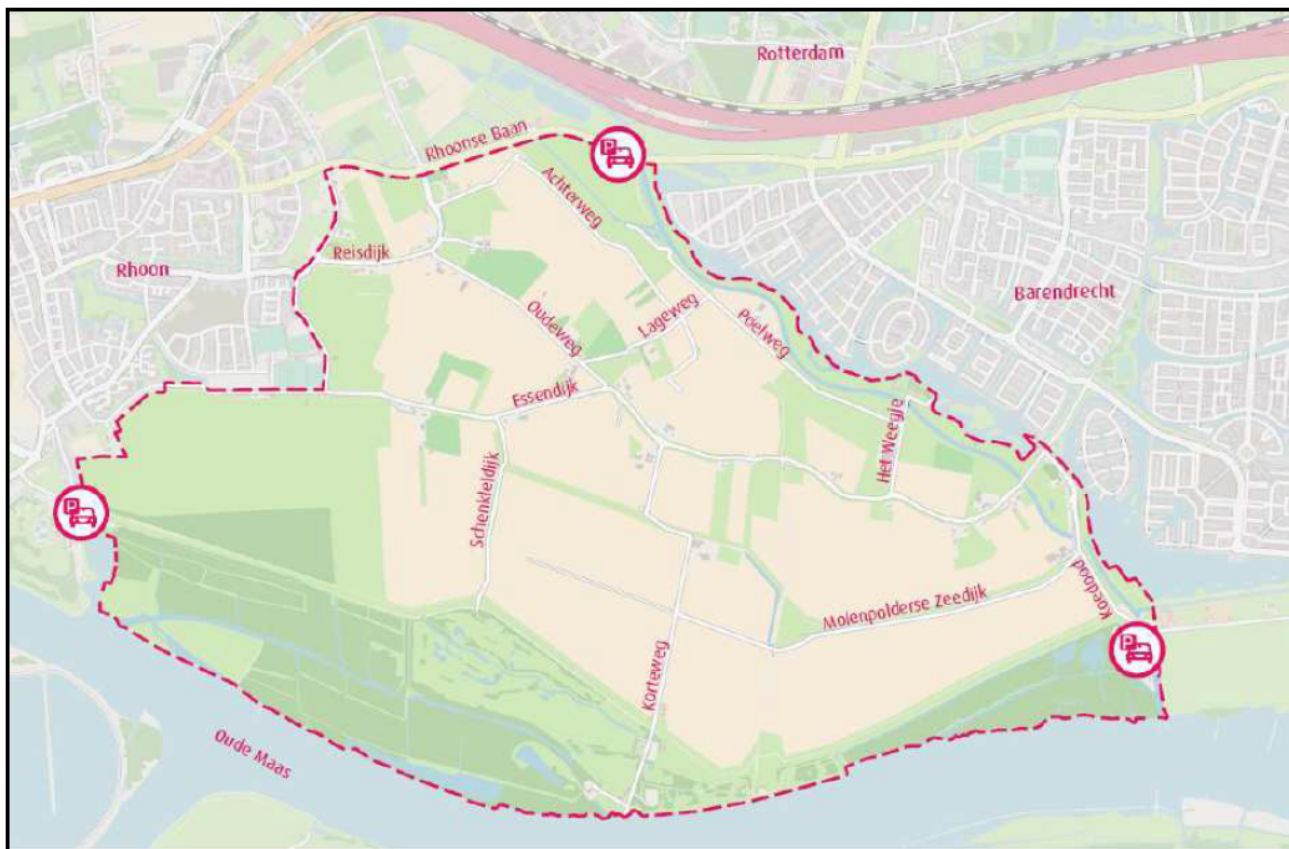 Rotterdam
Rhoonse Baan
Achterweg
Reisdijk
Rhoon
Barendrecht
Lageweg
Oudeweg
Poelweg
Essendijk
Het Weegje
Schenkeldijk
Koedood
Molenpolderse Zeedijk
Korteweg
Oude Maas
P
P
P